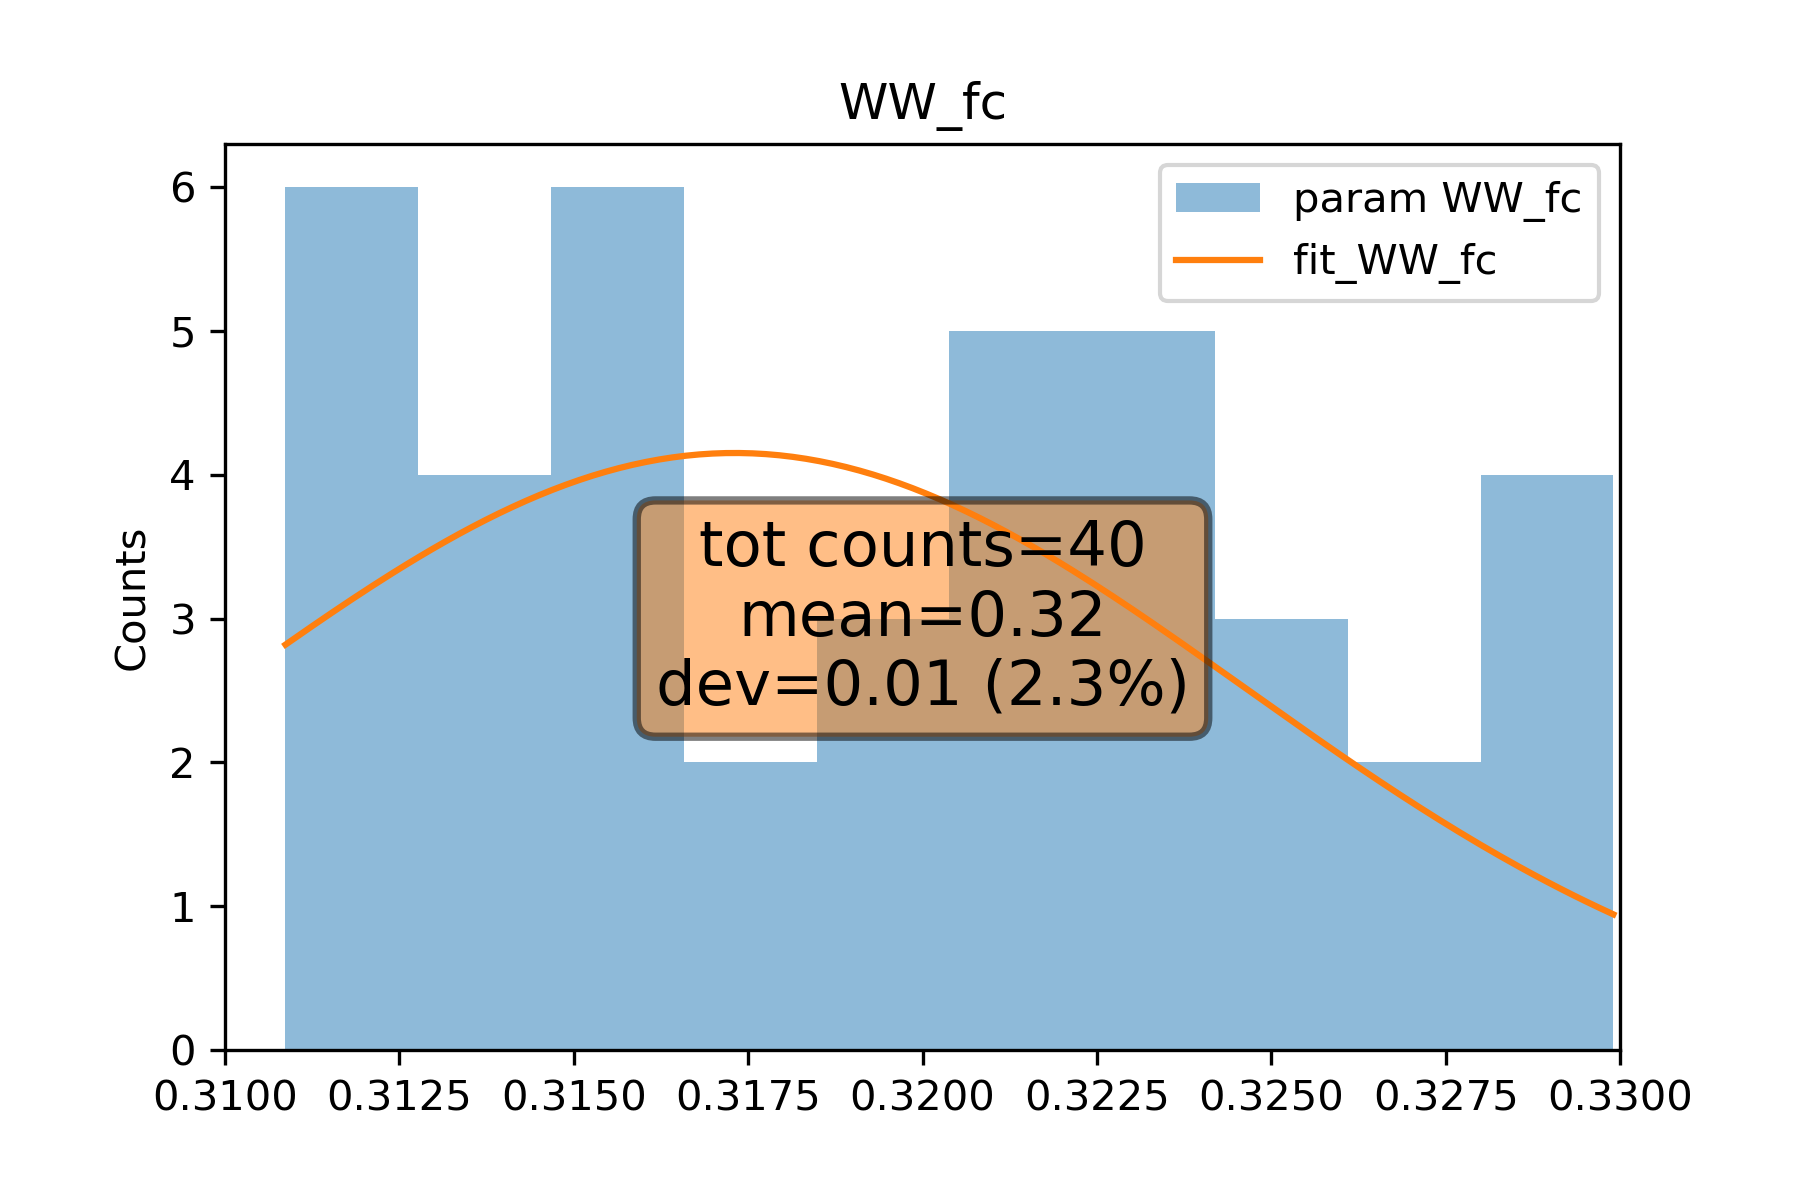 WW_fc
param WW_fc
fit_WW_fc
6
5
4
3
2
1
0
Counts
tot counts=40
mean=0.32
dev=0.01 (2.3%)
0.3100 0.3125 0.3150 0.3175 0.3200 0.3225 0.3250 0.3275 0.3300